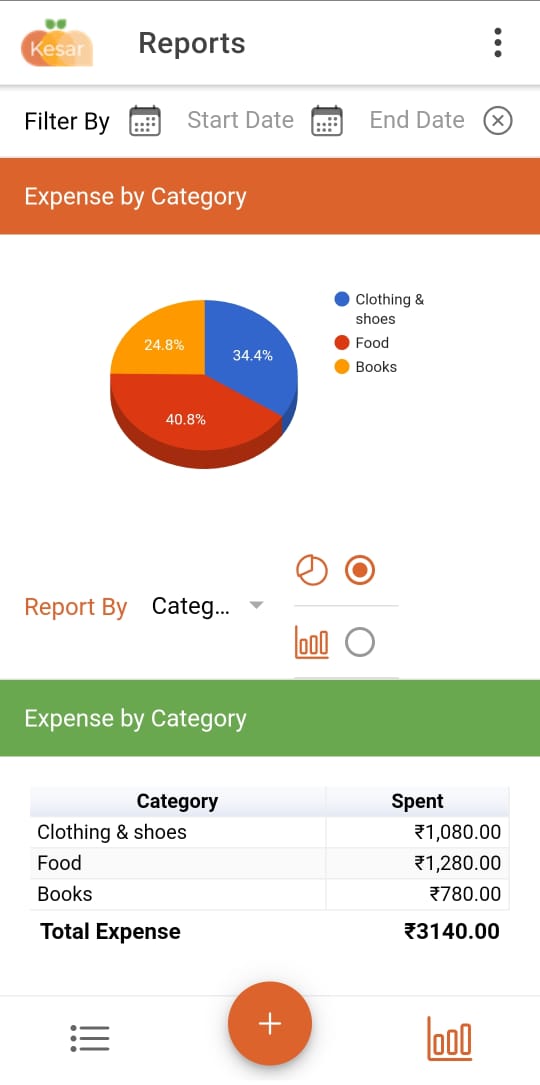 Kesar
Reports
Filter By Start Date End Date
Expense by Category
24.8%
34.4%
40.8%
Clothing &
shoes
Food
Books
Report By Categ...
Expense by Category
Category Spent
Clothing & shoes ₹1,080.00
Food ₹1,280.00
Books ₹780.00
Total Expense ₹3140.00